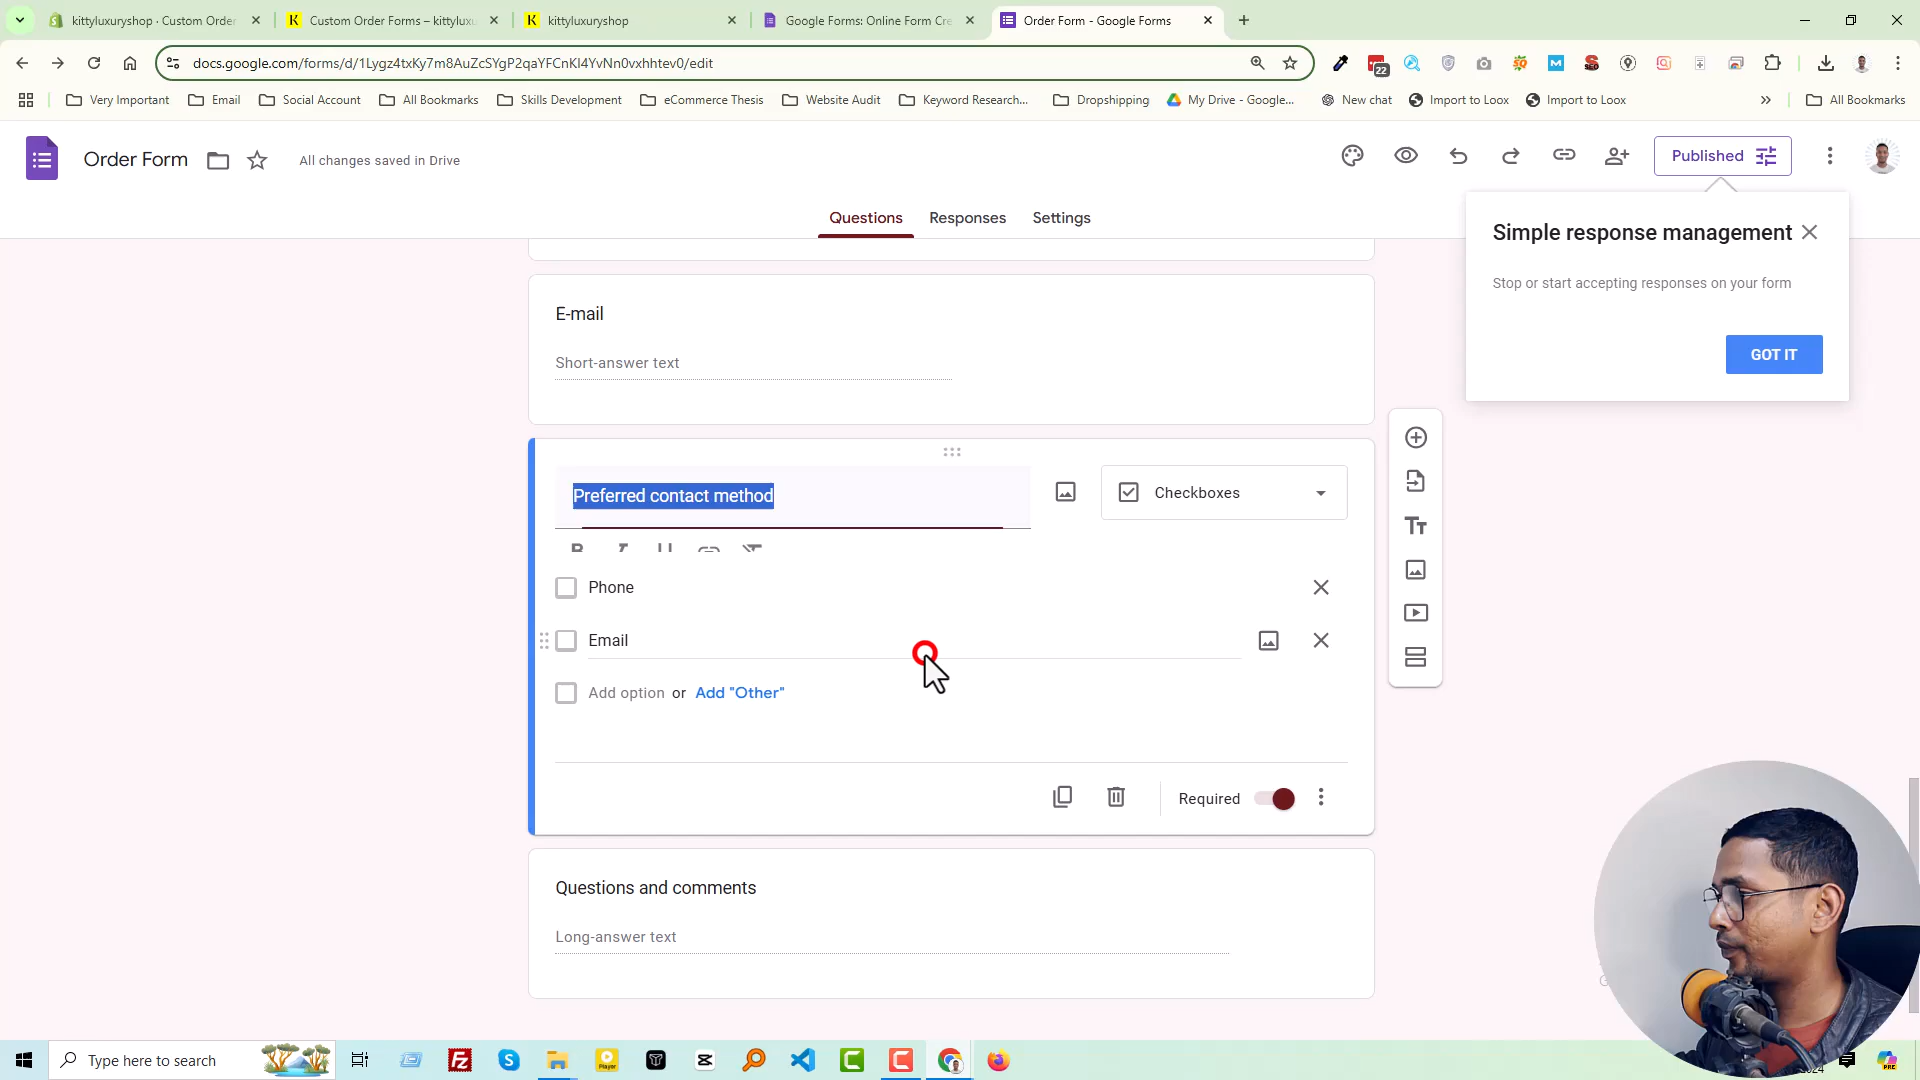 kittyluxuryshop · Custom Order
Custom Order Forms – kittyluxu
kittyluxuryshop
Google Forms: Online Form Cre
Order Form - Google Forms
docs.google.com/forms/d/1Lygz4txKy7m8AuZcSYgP2qaYFCnKl4YvNn0vxhhtev0/edit
22
Very Important
Email
Social Account
All Bookmarks
Skills Development
eCommerce Thesis
Website Audit
Keyword Research...
Dropshipping
My Drive - Google...
New chat
Import to Loox
Import to Loox
»
All Bookmarks
Order Form
All changes saved in Drive
Published
Questions
Responses
Settings
Simple response management
Stop or start accepting responses on your form
GOT IT
E-mail
Short-answer text
Preferred contact method
Checkboxes
Phone
Email
Add option or Add "Other"
Required
Questions and comments
Long-answer text
Type here to search